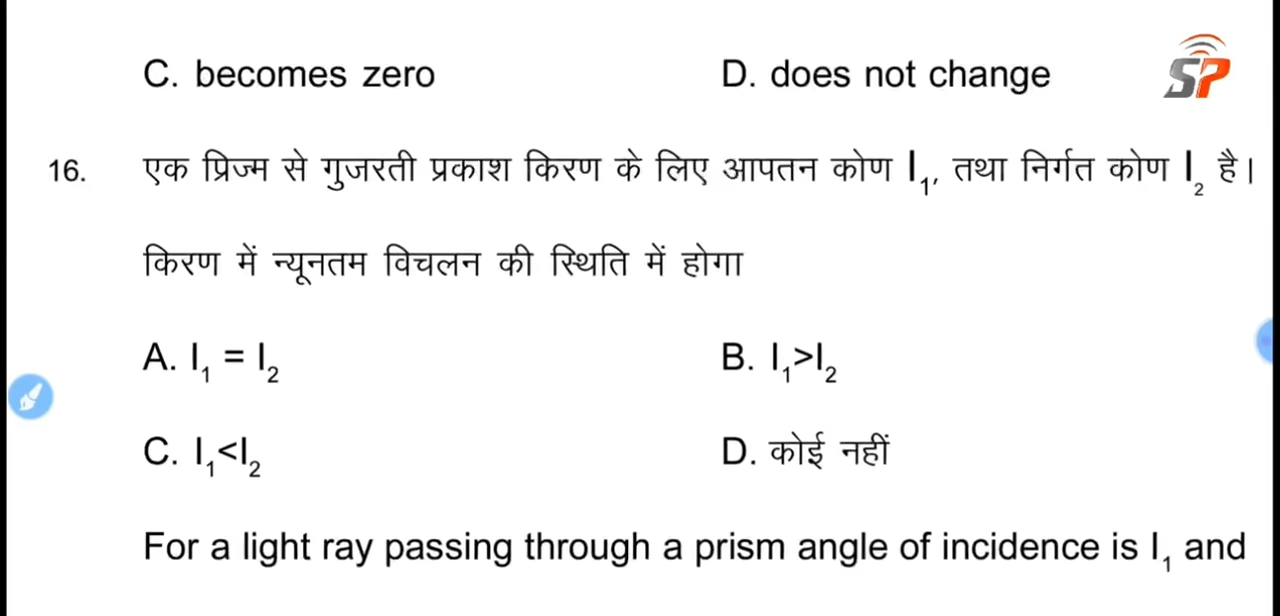 C. becomes zero D. does not change
SP
16. एक प्रिज्म से गुजरती प्रकाश किरण के लिए आपतन कोण I₁, तथा निर्गत कोण I₂ है।
किरण में न्यूनतम विचलन की स्थिति में होगा
A. I₁ = I₂ B. I₁>I₂
C. I₁<I₂ D. कोई नहीं
For a light ray passing through a prism angle of incidence is I₁ and